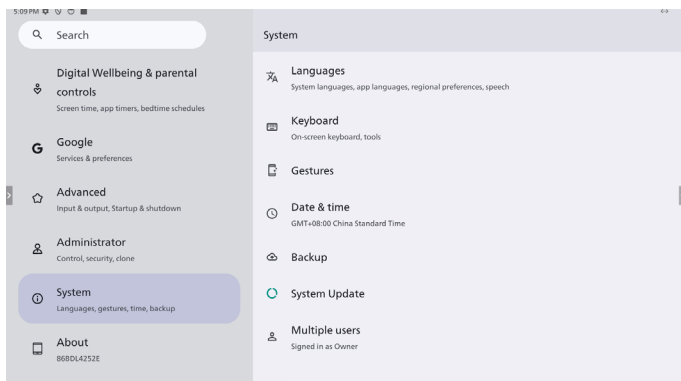 5:09 PM
Search
System
Digital Wellbeing & parental
controls
Screen time, app timers, bedtime schedules
Google
Services & preferences
Advanced
Input & output, Startup & shutdown
Administrator
Control, security, clone
System
Languages, gestures, time, backup
About
86BDL4252E
Languages
System languages, app languages, regional preferences, speech
Keyboard
On-screen keyboard, tools
Gestures
Date & time
GMT+08:00 China Standard Time
Backup
System Update
Multiple users
Signed in as Owner